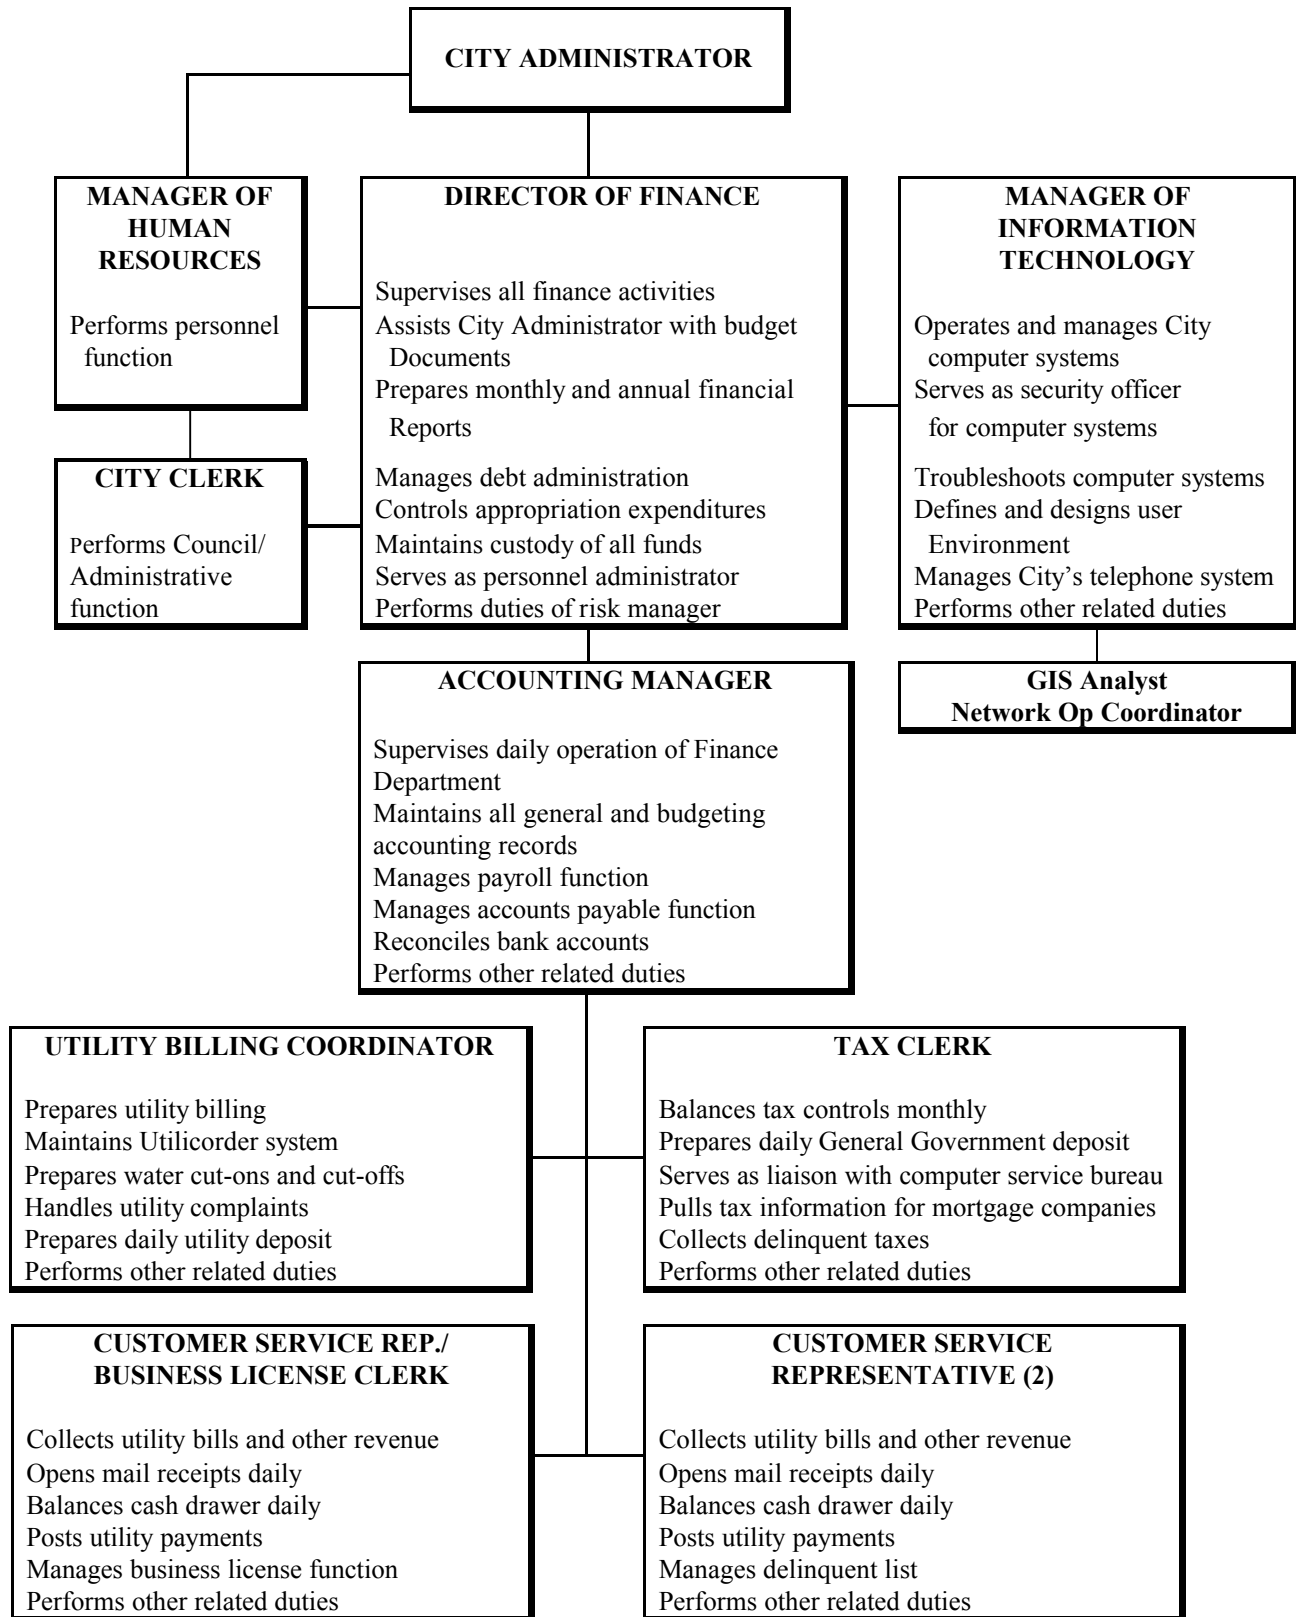 CITY ADMINISTRATOR
MANAGER OF
HUMAN
RESOURCES
Performs personnel
function
CITY CLERK
Performs Council/
Administrative
function
DIRECTOR OF FINANCE
Supervises all finance activities
Assists City Administrator with budget
Documents
Prepares monthly and annual financial
Reports
Manages debt administration
Controls appropriation expenditures
Maintains custody of all funds
Serves as personnel administrator
Performs duties of risk manager
MANAGER OF
INFORMATION
TECHNOLOGY
Operates and manages City
computer systems
Serves as security officer
for computer systems
Troubleshoots computer systems
Defines and designs user
Environment
Manages City’s telephone system
Performs other related duties
GIS Analyst
Network Op Coordinator
ACCOUNTING MANAGER
Supervises daily operation of Finance
Department
Maintains all general and budgeting
accounting records
Manages payroll function
Manages accounts payable function
Reconciles bank accounts
Performs other related duties
UTILITY BILLING COORDINATOR
Prepares utility billing
Maintains Utilicorder system
Prepares water cut-ons and cut-offs
Handles utility complaints
Prepares daily utility deposit
Performs other related duties
TAX CLERK
Balances tax controls monthly
Prepares daily General Government deposit
Serves as liaison with computer service bureau
Pulls tax information for mortgage companies
Collects delinquent taxes
Performs other related duties
CUSTOMER SERVICE REP./
BUSINESS LICENSE CLERK
Collects utility bills and other revenue
Opens mail receipts daily
Balances cash drawer daily
Posts utility payments
Manages business license function
Performs other related duties
CUSTOMER SERVICE
REPRESENTATIVE (2)
Collects utility bills and other revenue
Opens mail receipts daily
Balances cash drawer daily
Posts utility payments
Manages delinquent list
Performs other related duties